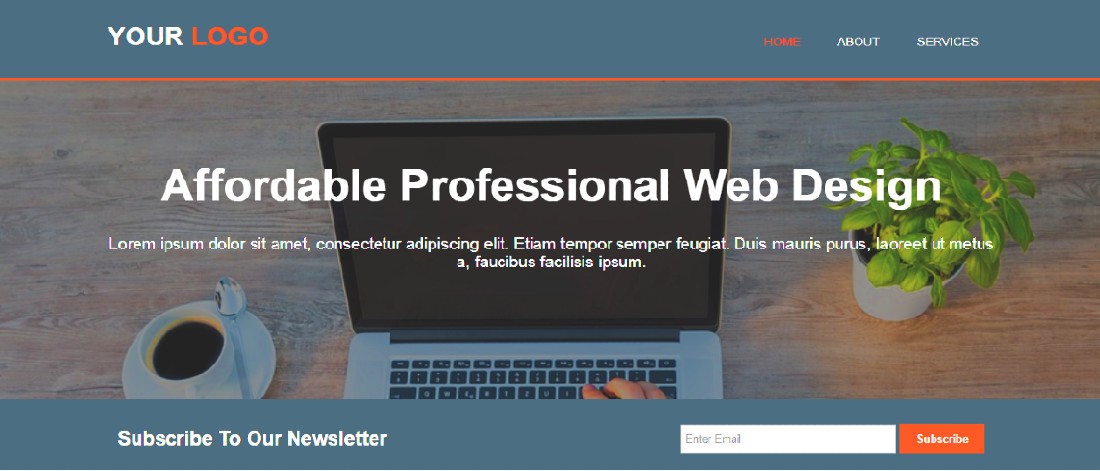 YOUR LOGO
HOME ABOUT SERVICES
Affordable Professional Web Design
Lorem ipsum dolor sit amet, consectetur adipiscing elit. Etiam tempor semper feugiat. Duis mauris purus, laoreet ut metus
a, faucibus facilisis ipsum.
Subscribe To Our Newsletter
Enter Email
Subscribe